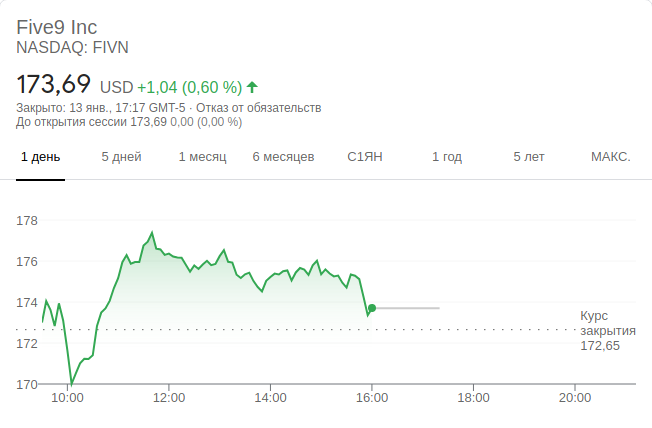 Five9 Inc
NASDAQ: FIVN
173,69 USD +1,04 (0,60 %)
Закрыто: 13 янв., 17:17 GMT-5 · Отказ от обязательств
До открытия сессии 173,69 0,00 (0,00 %)
1 день 5 дней 1 месяц 6 месяцев С1ЯН 1 год 5 лет МАКС.
178
176
174
172
170
Курс
закрытия
172,65
10:00 12:00 14:00 16:00 18:00 20:00